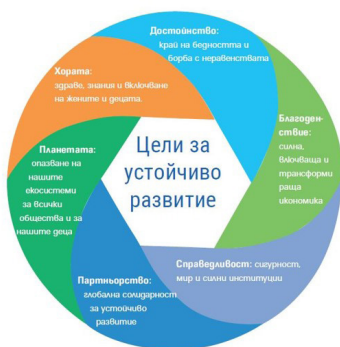 Достойнство:
край на бедността и
борба с неравенствата
Хората:
здраве, знания и включване
на жените и децата.
Благоден-
ствие:
силна,
включваща и
трансформи
раща
икономика
Планетата:
опазване на
нашите
екосистеми
за всички
общества и за
нашите деца
Цели за
устойчиво
развитие
Справедливост: сигурност,
мир и силни институции
Партньорство:
глобална солидарност
за устойчиво
развитие